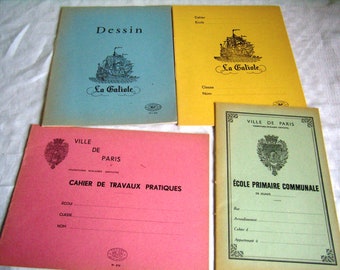 Dessin
La Galiote
Cahier
Ecole
La Galiote
Classe
Nom
VILLE
DE
PARIS
CAHIER DE TRAVAUX PRATIQUES
ECOLE
CLASSE
NOM
VILLE DE PARIS
ÉCOLE PRIMAIRE COMMUNALE
Rue
Arrondissement
Cahier d
Appartenant à